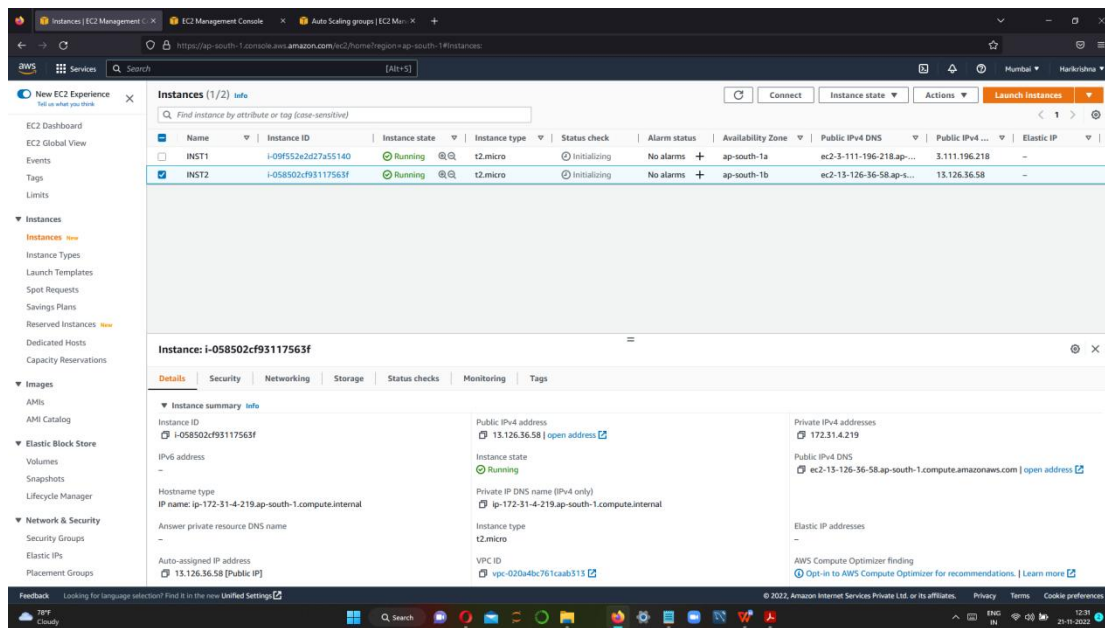 Instances | EC2 Management C
EC2 Management Console
Auto Scaling groups | EC2 Man
https://ap-south-1.console.aws.amazon.com/ec2/home?region=ap-south-1#Instances:
aws Services Search [Alt+S] Mumbai Harikrishna
New EC2 Experience
Tell us what you think
EC2 Dashboard
EC2 Global View
Events
Tags
Limits
Instances
Instances New
Instance Types
Launch Templates
Spot Requests
Savings Plans
Reserved Instances New
Dedicated Hosts
Capacity Reservations
Images
AMIs
AMI Catalog
Elastic Block Store
Volumes
Snapshots
Lifecycle Manager
Network & Security
Security Groups
Elastic IPs
Placement Groups
Instances (1/2) Info
Connect Instance state Actions Launch instances
Find instance by attribute or tag (case-sensitive)
1
Name Instance ID Instance state Instance type Status check Alarm status Availability Zone Public IPv4 DNS Public IPv4 ... Elastic IP
INST1 i-09f552e2d27a55140 Running t2.micro Initializing No alarms + ap-south-1a ec2-3-111-196-218.ap-... 3.111.196.218 –
INST2 i-058502cf93117563f Running t2.micro Initializing No alarms + ap-south-1b ec2-13-126-36-58.ap-s... 13.126.36.58 –
Instance: i-058502cf93117563f
Details Security Networking Storage Status checks Monitoring Tags
Instance summary Info
Instance ID
i-058502cf93117563f
Public IPv4 address
13.126.36.58 | open address
Private IPv4 addresses
172.31.4.219
IPv6 address
–
Instance state
Running
Public IPv4 DNS
ec2-13-126-36-58.ap-south-1.compute.amazonaws.com | open address
Hostname type
IP name: ip-172-31-4-219.ap-south-1.compute.internal
Private IP DNS name (IPv4 only)
ip-172-31-4-219.ap-south-1.compute.internal
Answer private resource DNS name
–
Instance type
t2.micro
Elastic IP addresses
–
Auto-assigned IP address
13.126.36.58 [Public IP]
VPC ID
vpc-020a4bc761caab313
AWS Compute Optimizer finding
Opt-in to AWS Compute Optimizer for recommendations. | Learn more
Feedback Looking for language selection? Find it in the new Unified Settings © 2022, Amazon Internet Services Private Ltd. or its affiliates. Privacy Terms Cookie preferences
78°F
Cloudy
Search
ENG
IN
12:31
21-11-2022